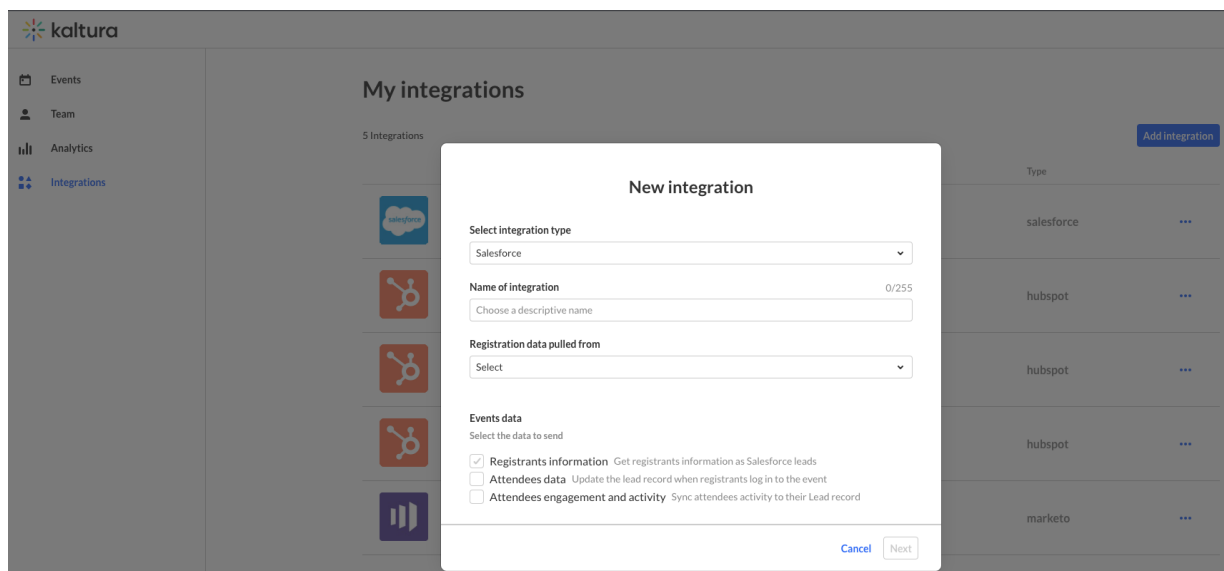 kaltura
Events
Team
Analytics
Integrations
My integrations
5 Integrations
Add integration
Type
salesforce
salesforce
hubspot
hubspot
hubspot
marketo
New integration
Select integration type
Salesforce
Name of integration 0/255
Choose a descriptive name
Registration data pulled from
Select
Events data
Select the data to send
Registrants information Get registrants information as Salesforce leads
Attendees data Update the lead record when registrants log in to the event
Attendees engagement and activity Sync attendees activity to their Lead record
Cancel Next